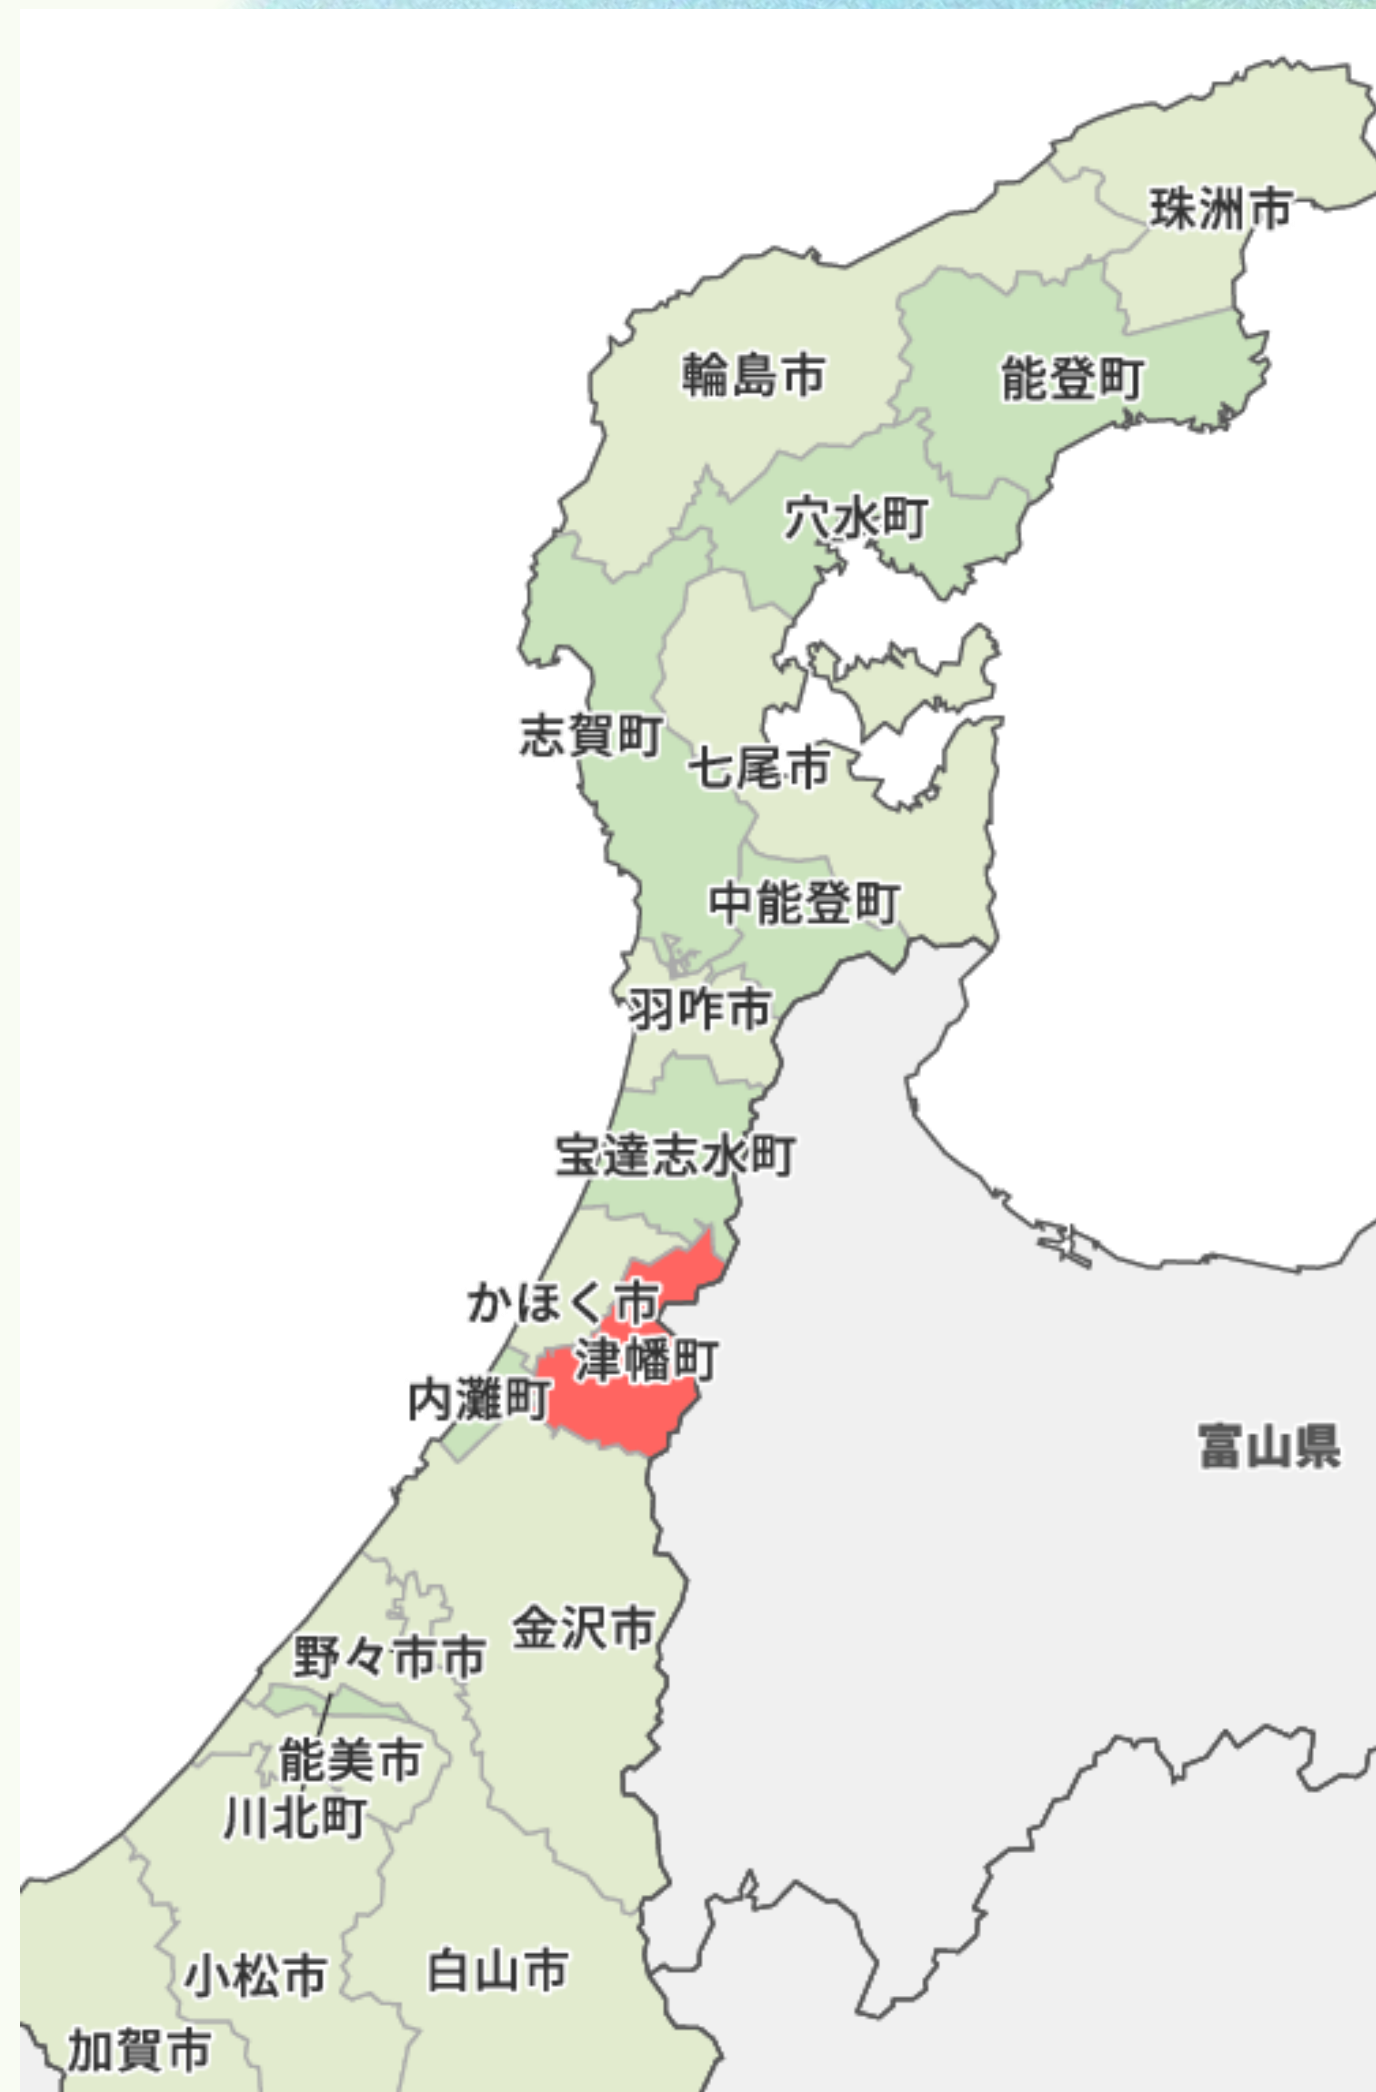 珠洲市
輪島市
能登町
穴水町
志賀町
七尾市
中能登町
羽咋市
宝達志水町
かほく市
津幡町
内灘町
富山県
金沢市
野々市市
能美市
川北町
小松市
白山市
加賀市